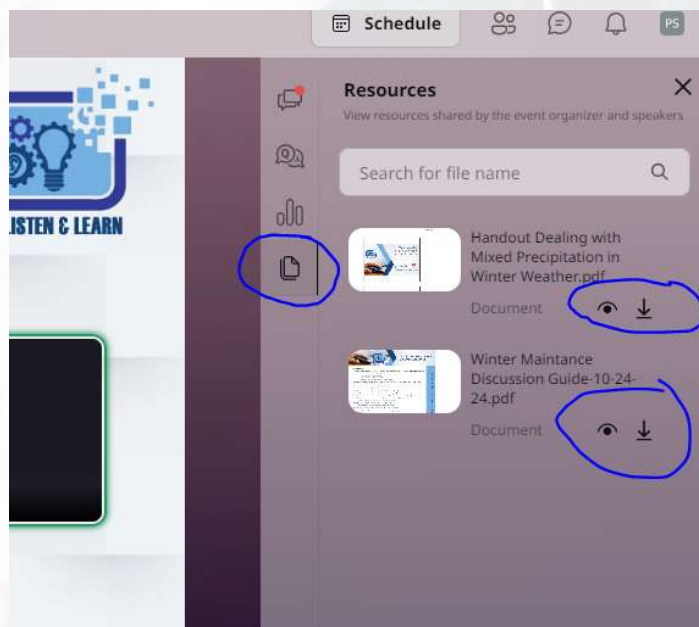 Schedule
PS
Resources
View resources shared by the event organizer and speakers
Search for file name
LISTEN & LEARN
Handout Dealing with
Mixed Precipitation in
Winter Weather.pdf
Document
Winter Maintance
Discussion Guide-10-24-
24.pdf
Document